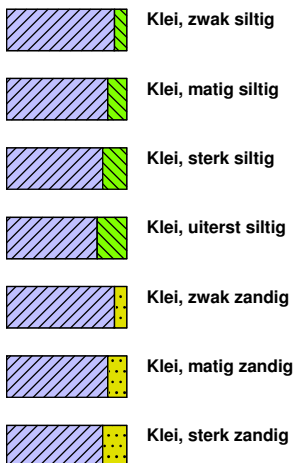 Klei, zwak siltig
Klei, matig siltig
Klei, sterk siltig
Klei, uiterst siltig
Klei, zwak zandig
Klei, matig zandig
Klei, sterk zandig